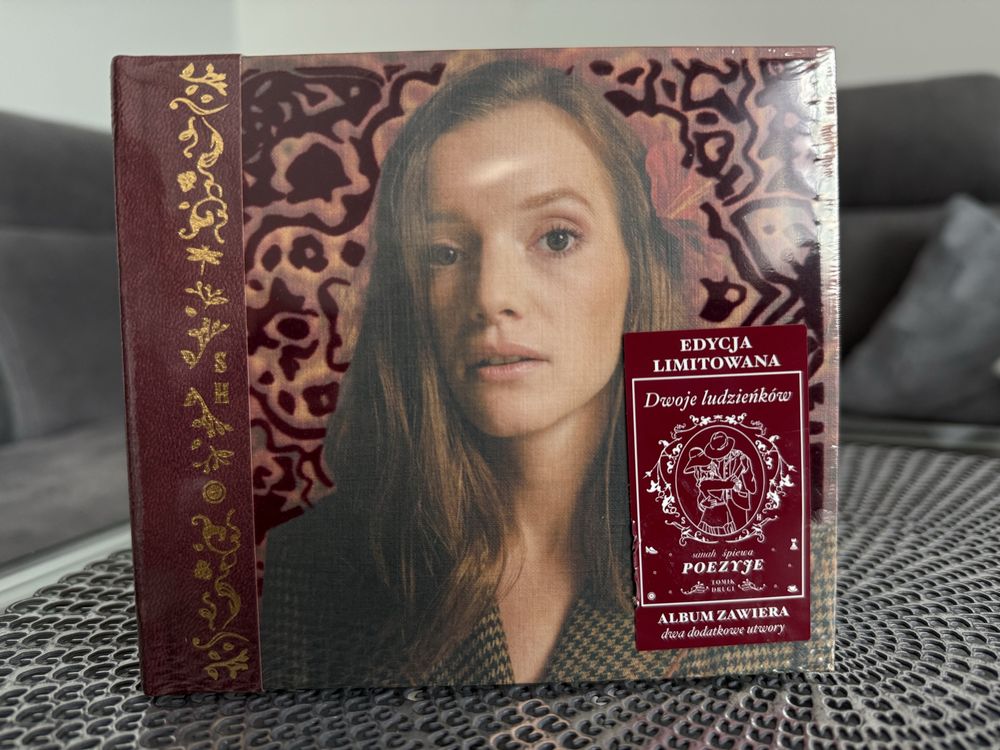 S H
EDYCJA
LIMITOWANA
Dwoje ludzieńków
S H
sanah śpiewa
POEZYJE
TOMIK
DRUGI
ALBUM ZAWIERA
dwa dodatkowe utwory